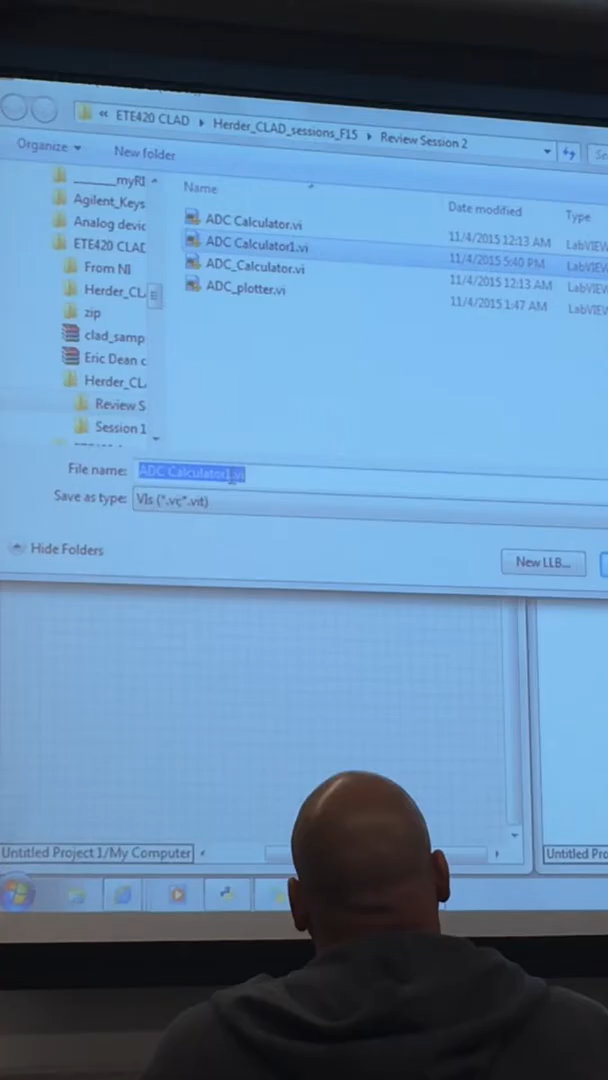 « ETE420 CLAD ▸ Herder_CLAD_sessions_F15 ▸ Review Session 2
Organize ▾ New folder
Name Date modified Type
ADC Calculator.vi 11/4/2015 12:13 AM LabVIEW
ADC Calculator1.vi 11/4/2015 5:40 PM LabVIEW
ADC_Calculator.vi 11/4/2015 12:13 AM LabVIEW
ADC_plotter.vi 11/4/2015 1:47 AM LabVIEW
_______myRI
Agilent_Keys
Analog devic
ETE420 CLAD
From NI
Herder_CL
zip
clad_samp
Eric Dean c
Herder_CL
Review S
Session 1
File name: ADC Calculator1.vi
Save as type: VIs (*.vi;*.vit)
Hide Folders
New LLB...
Untitled Project 1/My Computer
Untitled Pro